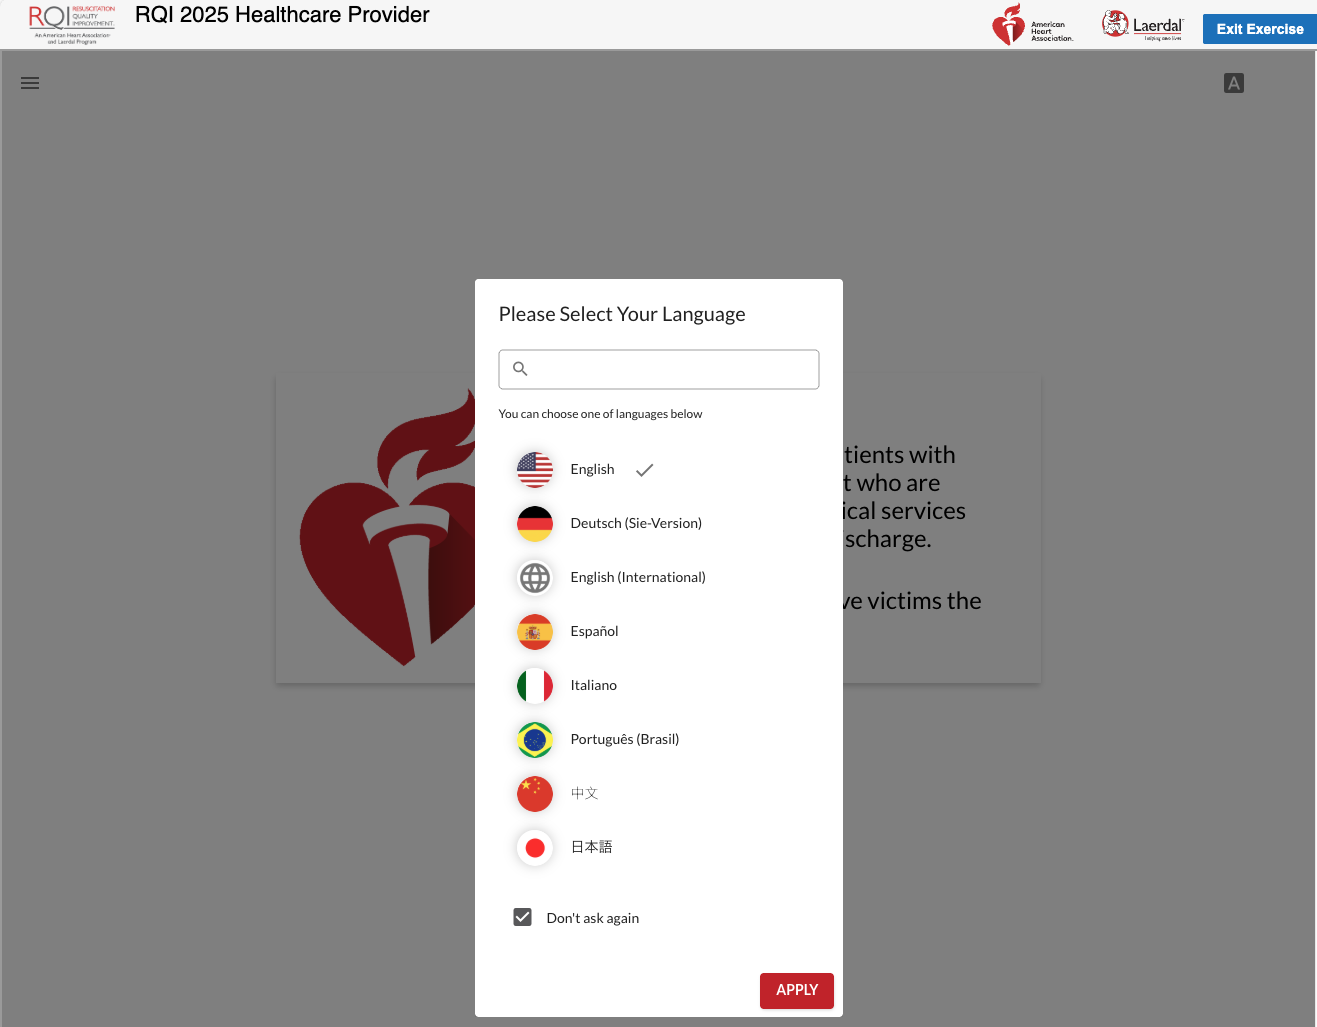 RQI RESUSCITATION
QUALITY
IMPROVEMENT.
An American Heart Association
and Laerdal Program
RQI 2025 Healthcare Provider
American
Heart
Association.
Laerdal
helping save lives
Exit Exercise
A
Please Select Your Language
You can choose one of languages below
English
Deutsch (Sie-Version)
English (International)
Español
Italiano
Português (Brasil)
中文
日本語
Don't ask again
APPLY
tients with
t who are
ical services
scharge.
ve victims the